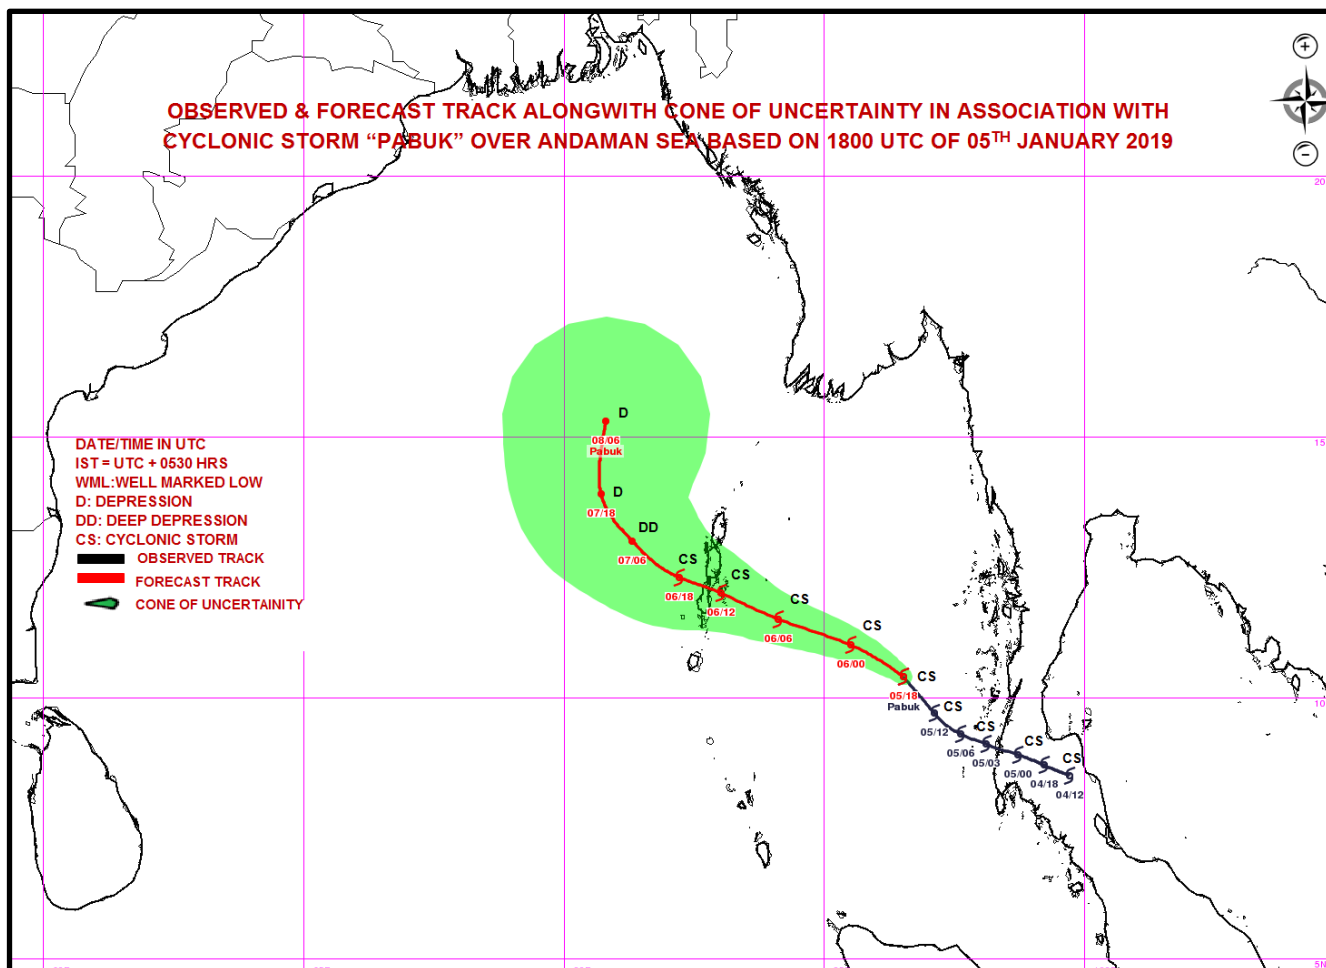 OBSERVED & FORECAST TRACK ALONGWITH CONE OF UNCERTAINTY IN ASSOCIATION WITH
CYCLONIC STORM “PABUK” OVER ANDAMAN SEA BASED ON 1800 UTC OF 05TH JANUARY 2019
20
D
08/06
Pabuk
15
DATE/TIME IN UTC
IST = UTC + 0530 HRS
WML:WELL MARKED LOW
D: DEPRESSION
DD: DEEP DEPRESSION
CS: CYCLONIC STORM
OBSERVED TRACK
FORECAST TRACK
CONE OF UNCERTAINITY
D
07/18
DD
07/06
CS
06/18
CS
06/12
CS
06/06
CS
06/00
CS
05/18
Pabuk
10
CS
05/12
CS
05/06
05/03
CS
05/00
04/18
CS
04/12
5N